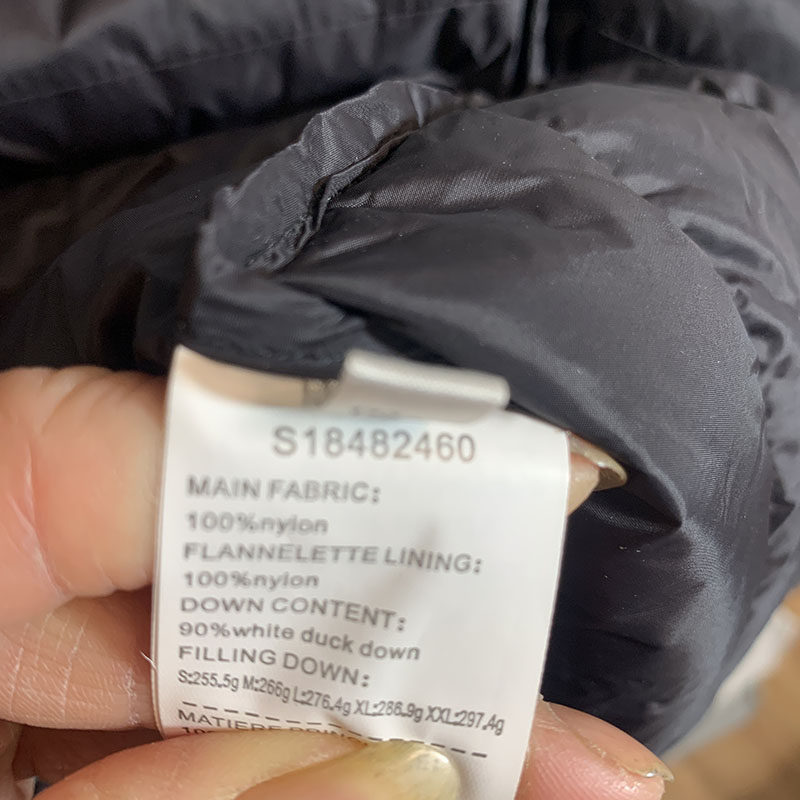 S18482460
MAIN FABRIC:
100%nylon
FLANNELETTE LINING:
100%nylon
DOWN CONTENT:
90%white duck down
FILLING DOWN:
S:255.5g M:266g L:276.4g XL:286.9g XXL:297.4g
MATIERE